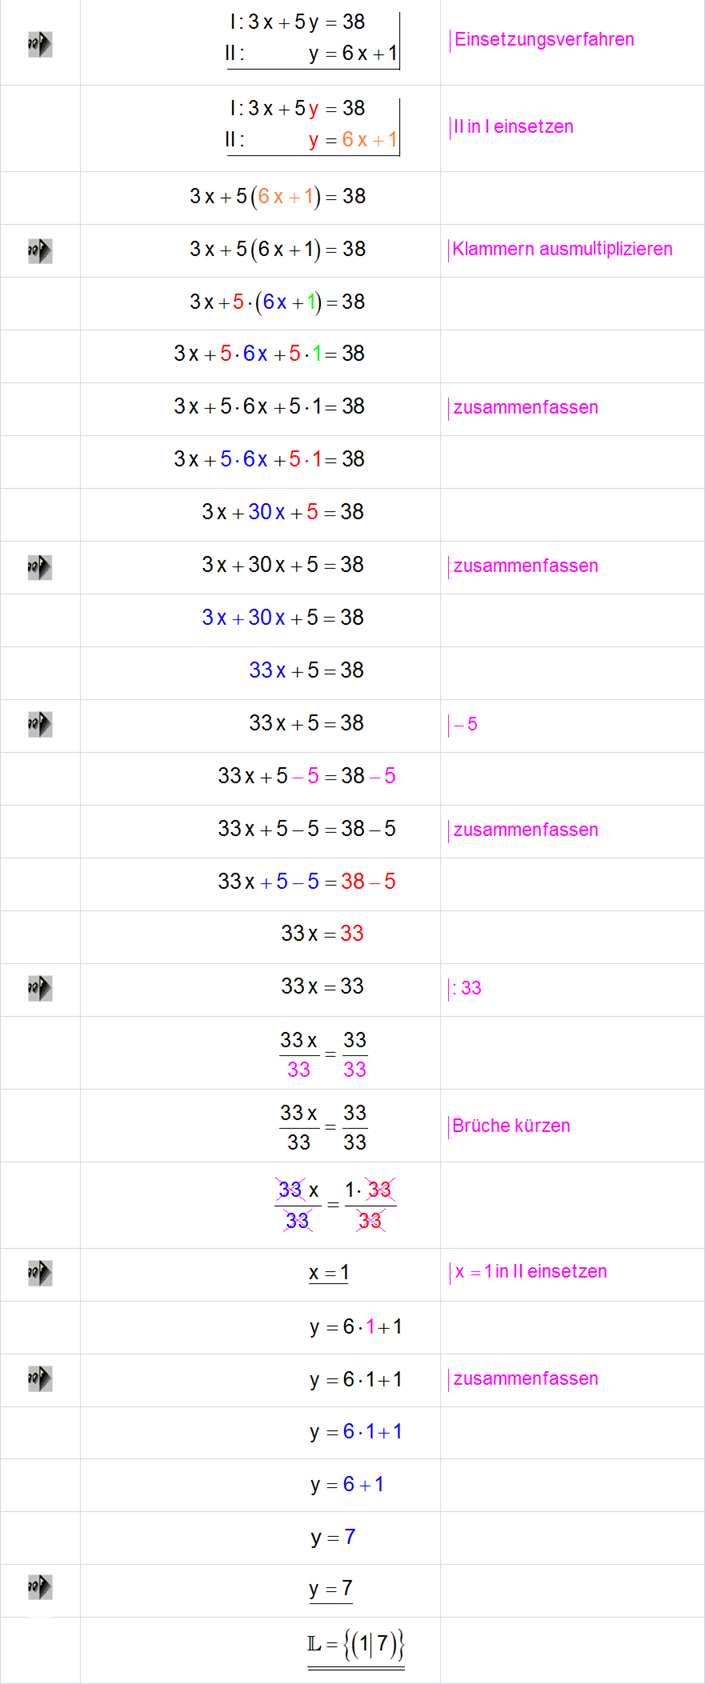 I: 3x + 5y = 38
II: y = 6x + 1
|Einsetzungsverfahren
I: 3x + 5y = 38
II: y = 6x + 1
|II in I einsetzen
3x + 5(6x + 1) = 38
3x + 5(6x + 1) = 38 |Klammern ausmultiplizieren
3x + 5·(6x + 1) = 38
3x + 5·6x + 5·1 = 38
3x + 5·6x + 5·1 = 38 |zusammenfassen
3x + 5·6x + 5·1 = 38
3x + 30x + 5 = 38
3x + 30x + 5 = 38 |zusammenfassen
3x + 30x + 5 = 38
33x + 5 = 38
33x + 5 = 38 |− 5
33x + 5 − 5 = 38 − 5
33x + 5 − 5 = 38 − 5 |zusammenfassen
33x + 5 − 5 = 38 − 5
33x = 33
33x = 33 |: 33
33x/33 = 33/33
33x/33 = 33/33 |Brüche kürzen
33x/33 = 1·33/33
x = 1 |x = 1 in II einsetzen
y = 6·1 + 1
y = 6·1 + 1 |zusammenfassen
y = 6·1 + 1
y = 6 + 1
y = 7
y = 7
𝕃 = {(1|7)}